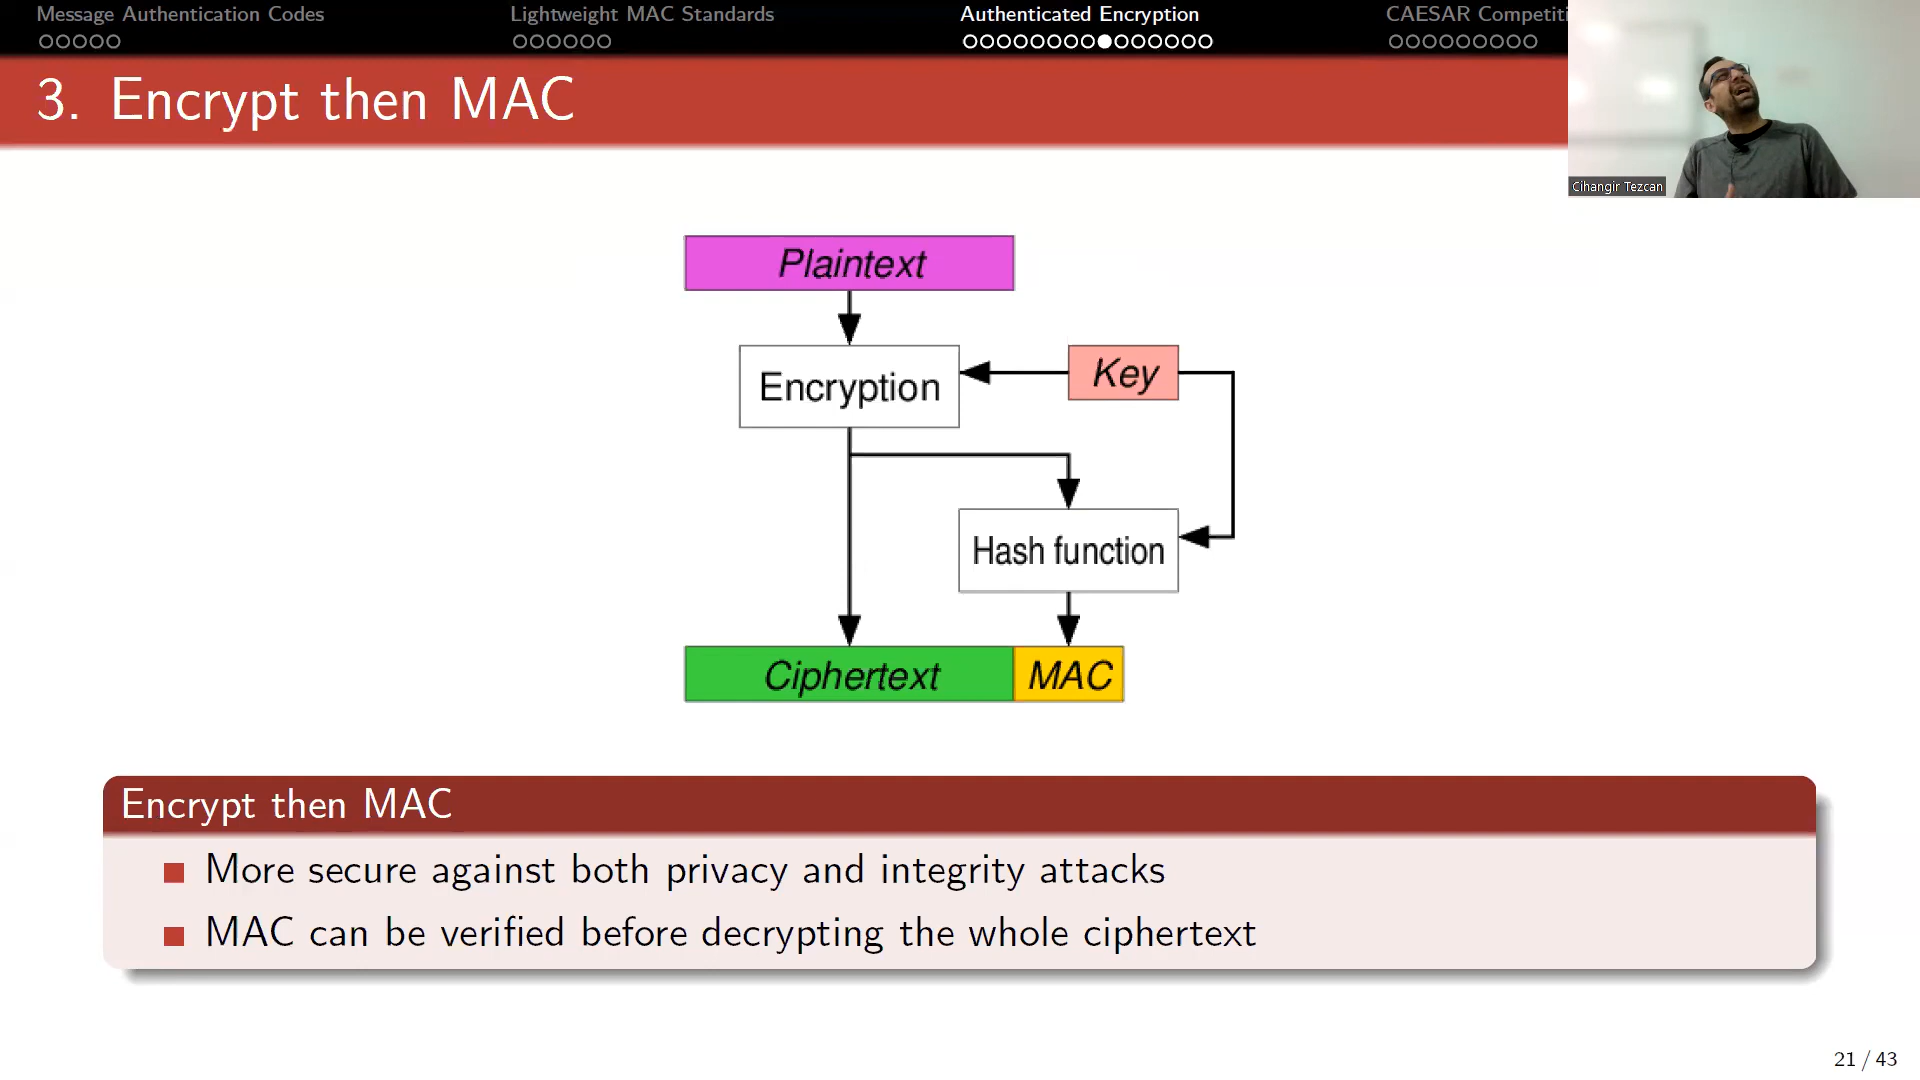 Message Authentication Codes
Lightweight MAC Standards
Authenticated Encryption
CAESAR Competiti
3. Encrypt then MAC
Cihangir Tezcan
Plaintext
Encryption
Key
Hash function
Ciphertext
MAC
Encrypt then MAC
More secure against both privacy and integrity attacks
MAC can be verified before decrypting the whole ciphertext
21 / 43